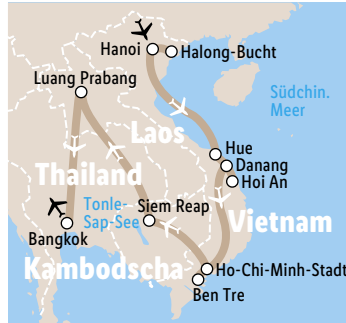 Hanoi
Halong-Bucht
Luang Prabang
Südchin.
Meer
Laos
Hue
Danang
Hoi An
Thailand
Tonle-
Sap-See
Siem Reap
Vietnam
Bangkok
Kambodscha
Ho-Chi-Minh-Stadt
Ben Tre